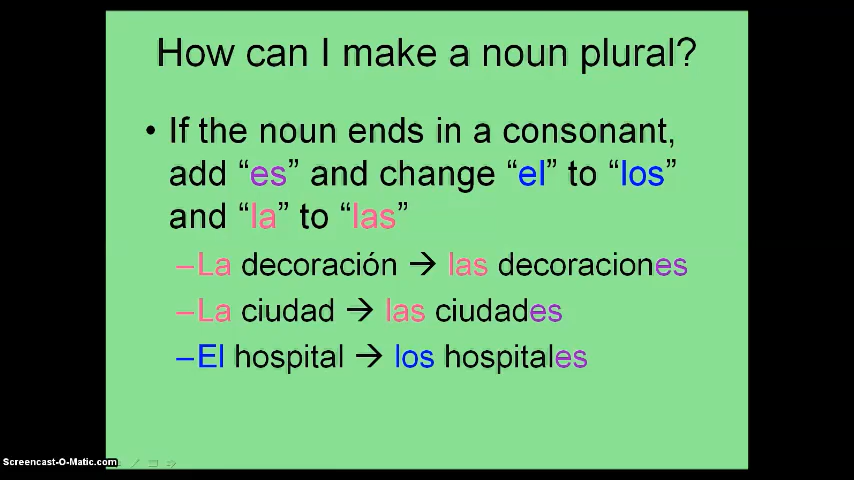 How can I make a noun plural?
• If the noun ends in a consonant,
add “es” and change “el” to “los”
and “la” to “las”
–La decoración → las decoraciones
–La ciudad → las ciudades
–El hospital → los hospitales
Screencast-O-Matic.com